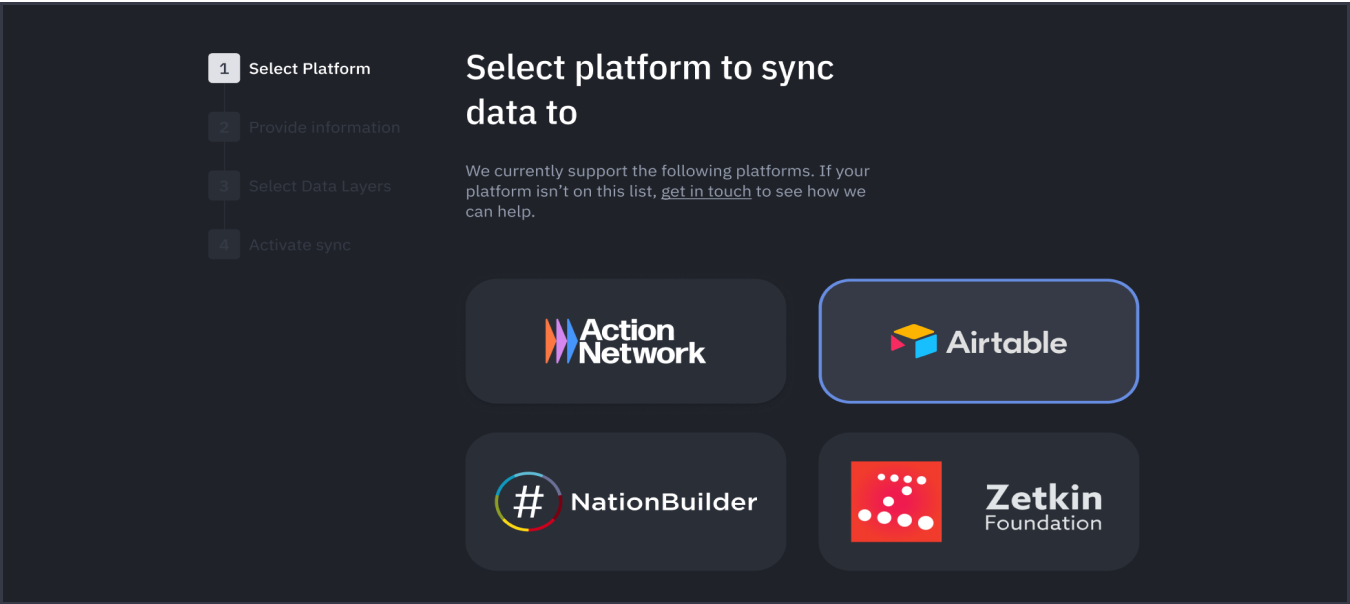 1 Select Platform
2 Provide information
3 Select Data Layers
4 Activate sync
Select platform to sync
data to
We currently support the following platforms. If your
platform isn’t on this list, get in touch to see how we
can help.
Action
Network
Airtable
# NationBuilder
Zetkin
Foundation